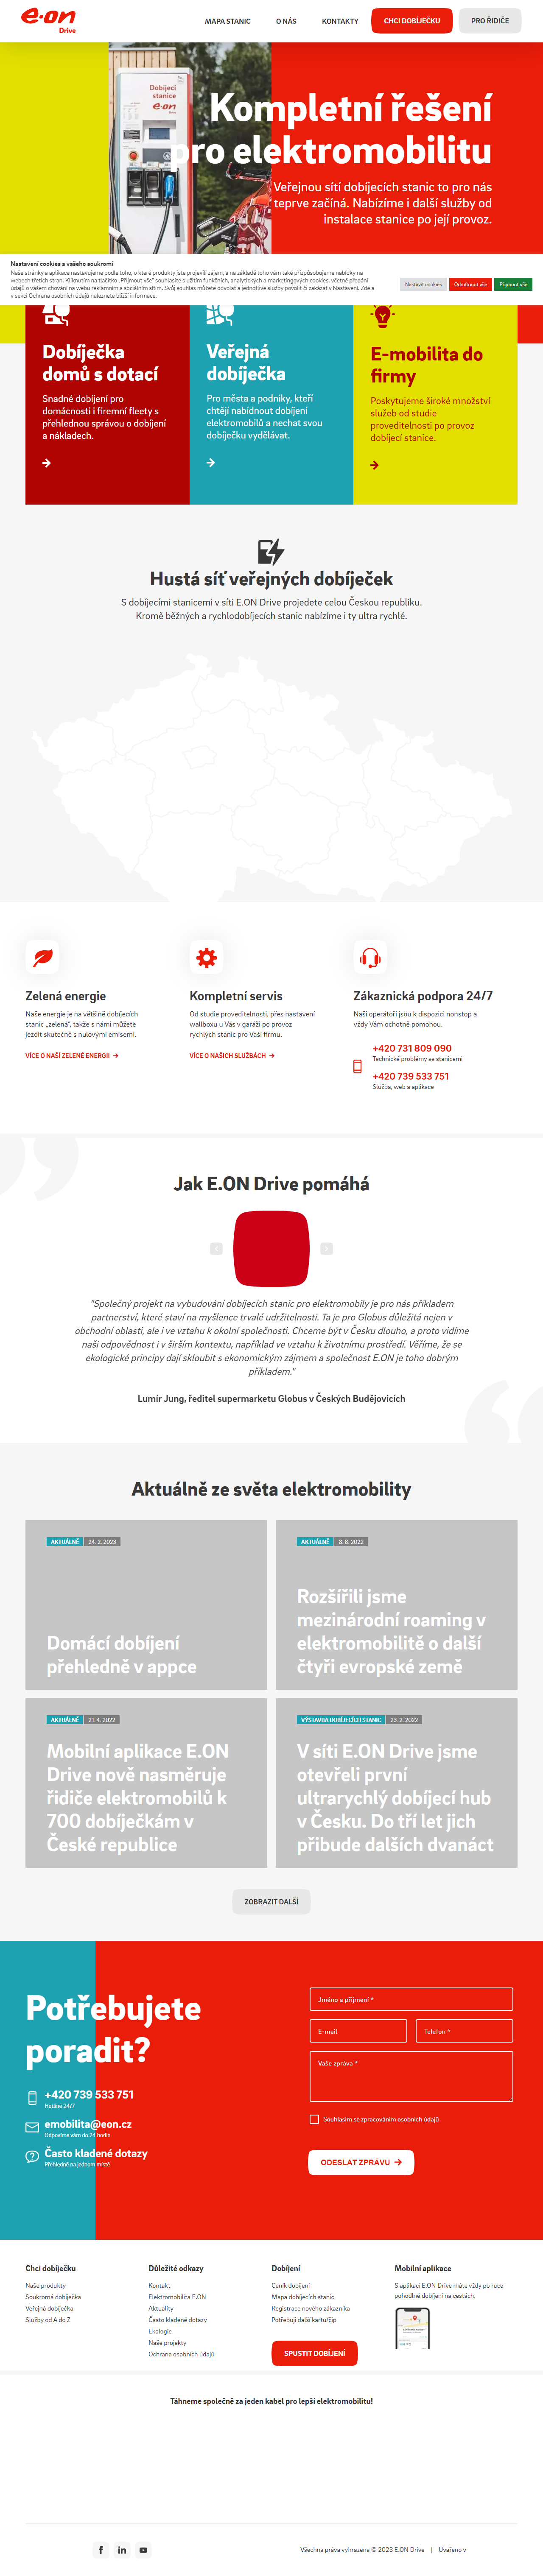 e·on
Drive
MAPA STANIC
O NÁS
KONTAKTY
CHCI DOBÍJEČKU
PRO ŘIDIČE
Dobíjecí
stanice
e·on
Kompletní řešení
pro elektromobilitu
Veřejnou sítí dobíjecích stanic to pro nás
teprve začíná. Nabízíme i další služby od
instalace stanice po její provoz.
Nastavení cookies a vašeho soukromí
Naše stránky a aplikace nastavujeme podle toho, o které produkty jste projevili zájem, a na základě toho vám také přizpůsobujeme nabídky na
webech třetích stran. Kliknutím na tlačítko „Přijmout vše" souhlasíte s užitím funkčních, analytických a marketingových cookies, včetně předání
údajů o vašem chování na webu reklamním a sociálním sítím. Svůj souhlas můžete odvolat a jednotlivé služby povolit či zakázat v Nastavení. Zde a
v sekci Ochrana osobních údajů naleznete bližší informace.
Nastavit cookies
Odmítnout vše
Přijmout vše
Dobíječka
domů s dotací
Snadné dobíjení pro
domácnosti i firemní fleety s
přehlednou správou o dobíjení
a nákladech.
Veřejná
dobíječka
Pro města a podniky, kteří
chtějí nabídnout dobíjení
elektromobilů a nechat svou
dobíječku vydělávat.
E-mobilita do
firmy
Poskytujeme široké množství
služeb od studie
proveditelnosti po provoz
dobíjecí stanice.
Hustá síť veřejných dobíječek
S dobíjecími stanicemi v síti E.ON Drive projedete celou Českou republiku.
Kromě běžných a rychlodobíjecích stanic nabízíme i ty ultra rychlé.
Zelená energie
Naše energie je na většině dobíjecích
stanic „zelená", takže s námi můžete
jezdit skutečně s nulovými emisemi.
VÍCE O NAŠÍ ZELENÉ ENERGII
Kompletní servis
Od studie proveditelnosti, přes nastavení
wallboxu u Vás v garáži po provoz
rychlých stanic pro Vaši firmu.
VÍCE O NAŠICH SLUŽBÁCH
Zákaznická podpora 24/7
Naši operátoři jsou k dispozici nonstop a
vždy Vám ochotně pomohou.
+420 731 809 090
Technické problémy se stanicemi
+420 739 533 751
Služba, web a aplikace
Jak E.ON Drive pomáhá
"Společný projekt na vybudování dobíjecích stanic pro elektromobily je pro nás příkladem
partnerství, které staví na myšlence trvalé udržitelnosti. Ta je pro Globus důležitá nejen v
obchodní oblasti, ale i ve vztahu k okolní společnosti. Chceme být v Česku dlouho, a proto vidíme
naši odpovědnost i v širším kontextu, například ve vztahu k životnímu prostředí. Věříme, že se
ekologické principy dají skloubit s ekonomickým zájmem a společnost E.ON je toho dobrým
příkladem."
Lumír Jung, ředitel supermarketu Globus v Českých Budějovicích
Aktuálně ze světa elektromobility
AKTUÁLNĚ
24. 2. 2023
Domácí dobíjení
přehledně v appce
AKTUÁLNĚ
8. 8. 2022
Rozšířili jsme
mezinárodní roaming v
elektromobilitě o další
čtyři evropské země
AKTUÁLNĚ
21. 4. 2022
Mobilní aplikace E.ON
Drive nově nasměruje
řidiče elektromobilů k
700 dobíječkám v
České republice
VÝSTAVBA DOBÍJECÍCH STANIC
23. 2. 2022
V síti E.ON Drive jsme
otevřeli první
ultrarychlý dobíjecí hub
v Česku. Do tří let jich
přibude dalších dvanáct
ZOBRAZIT DALŠÍ
Potřebujete
poradit?
+420 739 533 751
Hotline 24/7
emobilita@eon.cz
Odpovíme vám do 24 hodin
Často kladené dotazy
Přehledně na jednom místě
Jméno a příjmení *
E-mail
Telefon *
Vaše zpráva *
Souhlasím se zpracováním osobních údajů
ODESLAT ZPRÁVU
Chci dobíječku
Naše produkty
Soukromá dobíječka
Veřejná dobíječka
Služby od A do Z
Důležité odkazy
Kontakt
Elektromobilita E.ON
Aktuality
Často kladené dotazy
Ekologie
Naše projekty
Ochrana osobních údajů
Dobíjení
Ceník dobíjení
Mapa dobíjecích stanic
Registrace nového zákazníka
Potřebuji další kartu/čip
SPUSTIT DOBÍJENÍ
Mobilní aplikace
S aplikací E.ON Drive máte vždy po ruce
pohodlné dobíjení na cestách.
Táhneme společně za jeden kabel pro lepší elektromobilitu!
Všechna práva vyhrazena © 2023 E.ON Drive | Uvařeno v